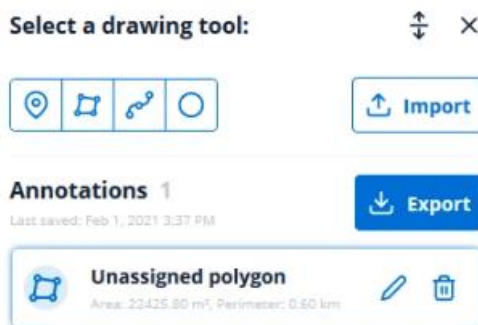 Select a drawing tool:
Import
Annotations 1
Last saved: Feb 1, 2021 3:37 PM
Export
Unassigned polygon
Area: 22425.80 m², Perimeter: 0.60 km